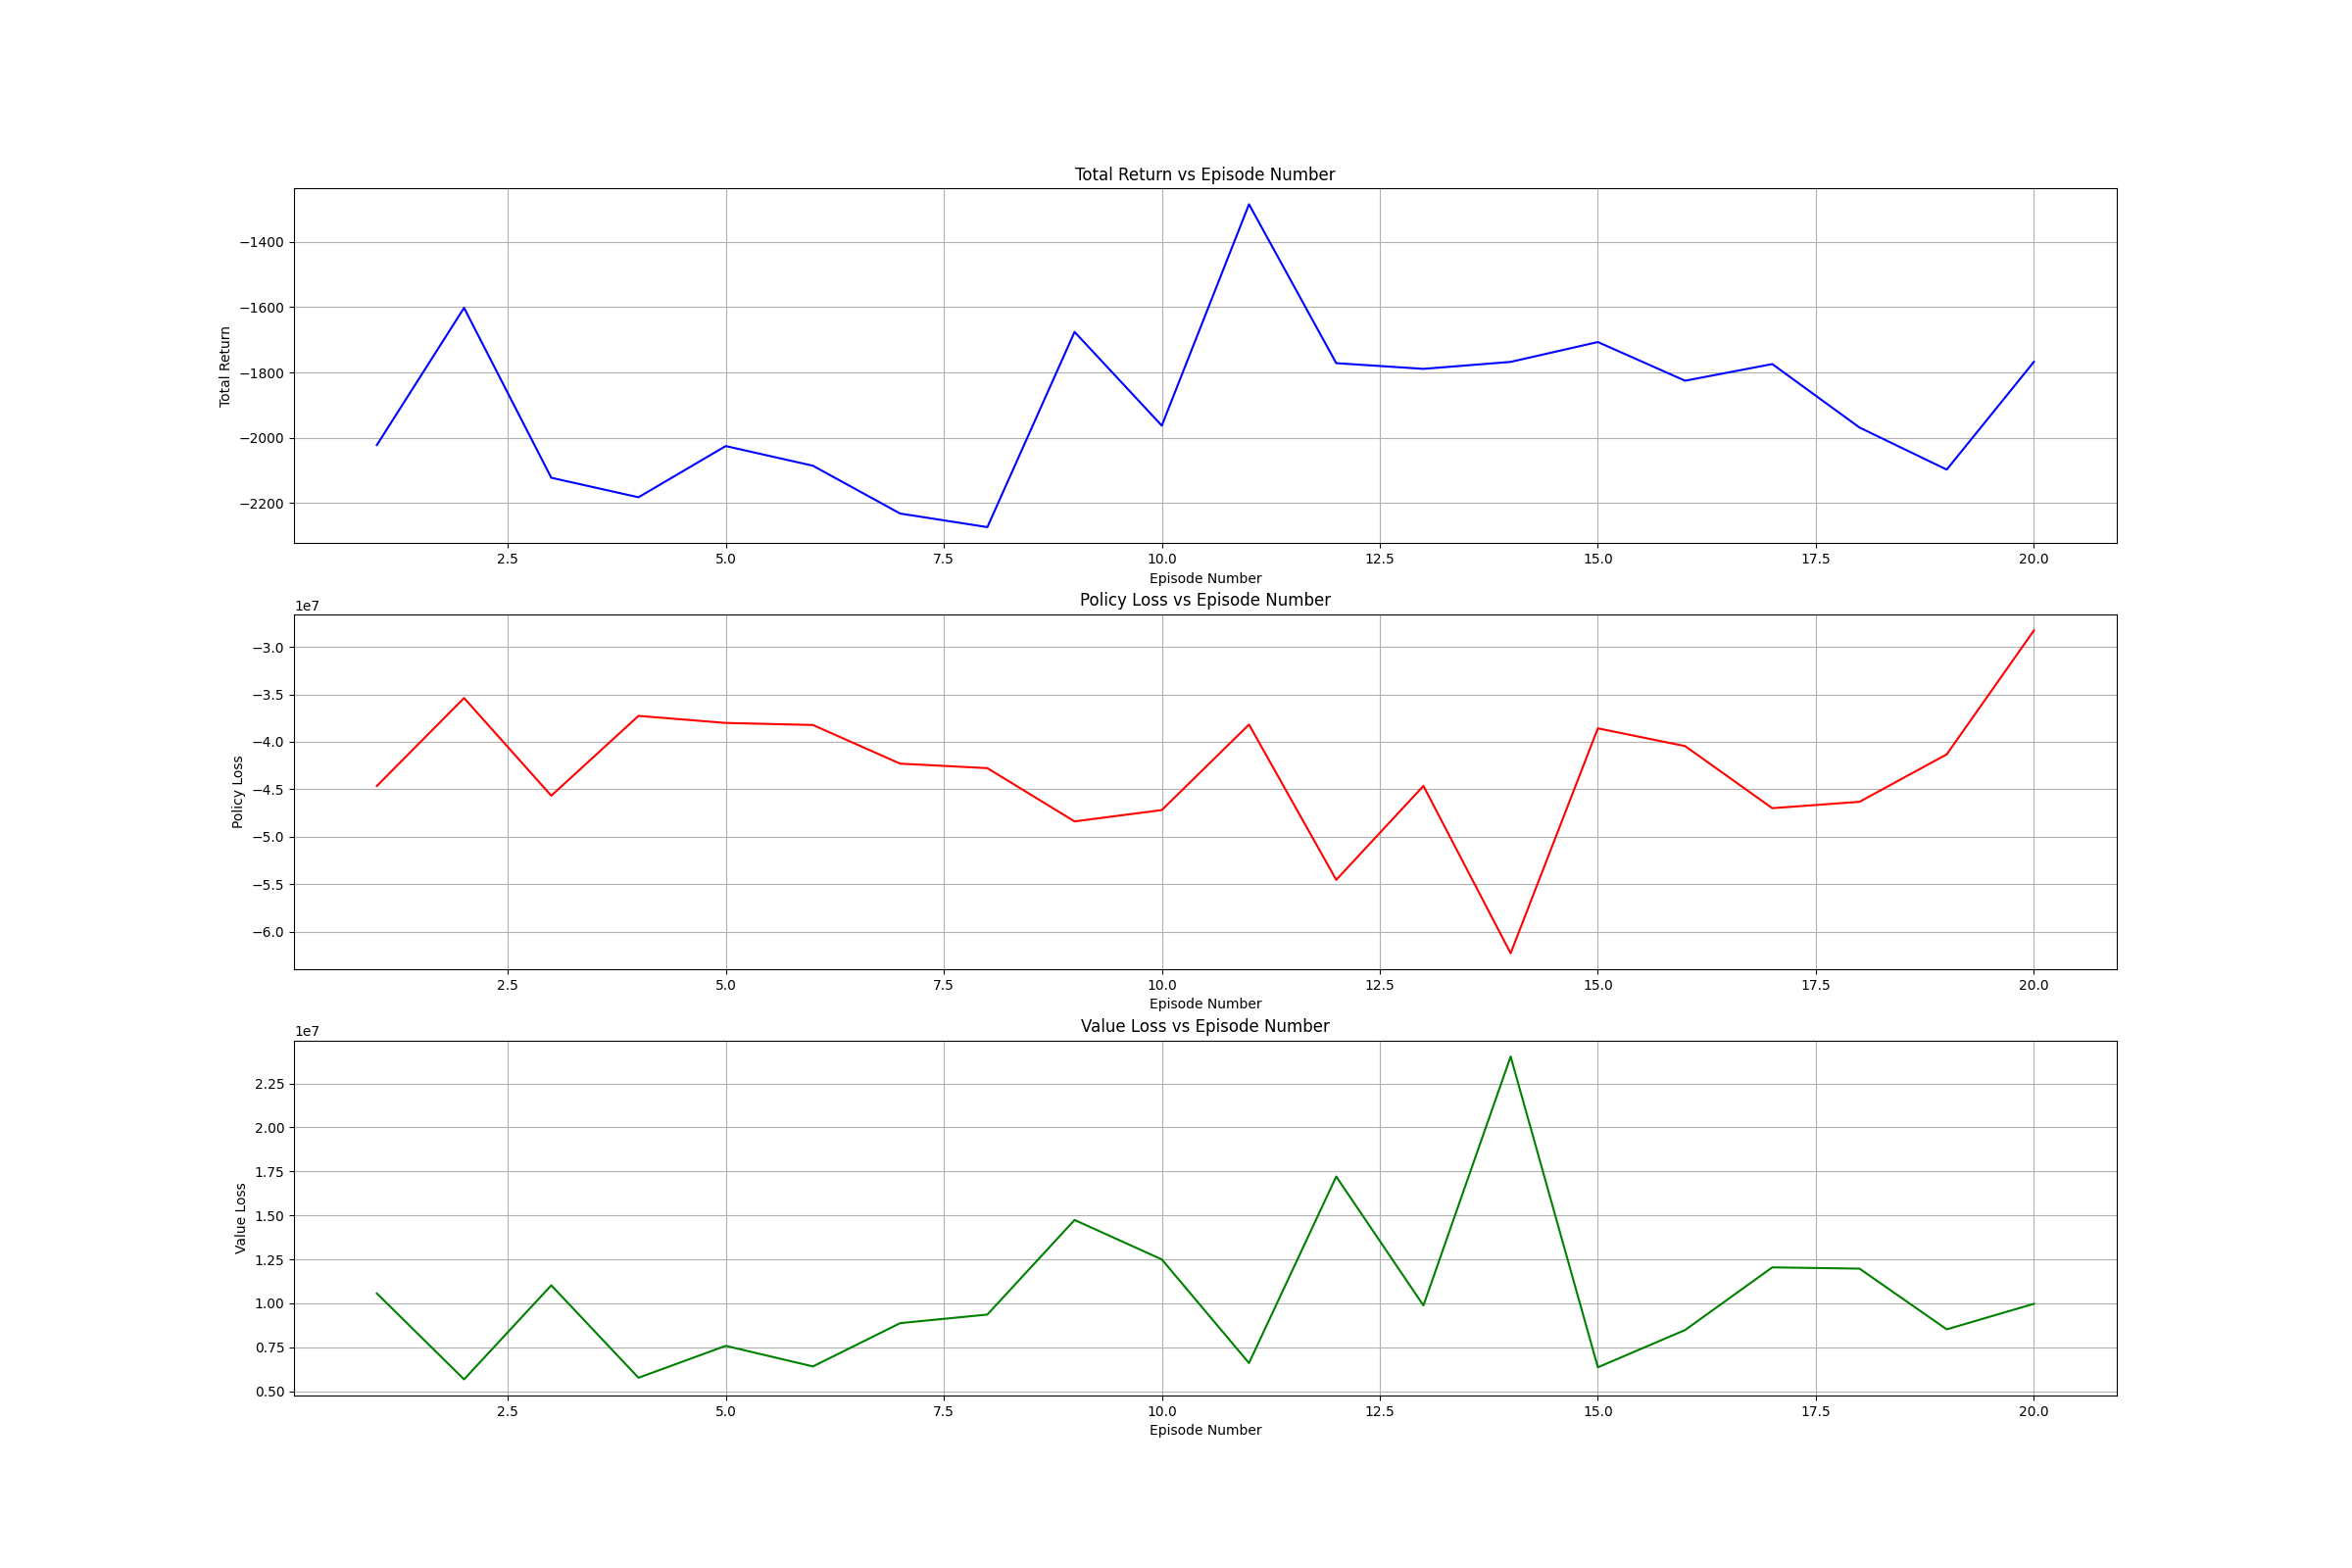 Total Return vs Episode Number
Total Return
−1400
−1600
−1800
−2000
−2200
2.5 5.0 7.5 10.0 12.5 15.0 17.5 20.0
Episode Number
Policy Loss vs Episode Number
1e7
Policy Loss
−3.0
−3.5
−4.0
−4.5
−5.0
−5.5
−6.0
2.5 5.0 7.5 10.0 12.5 15.0 17.5 20.0
Episode Number
Value Loss vs Episode Number
1e7
Value Loss
2.25
2.00
1.75
1.50
1.25
1.00
0.75
0.50
2.5 5.0 7.5 10.0 12.5 15.0 17.5 20.0
Episode Number